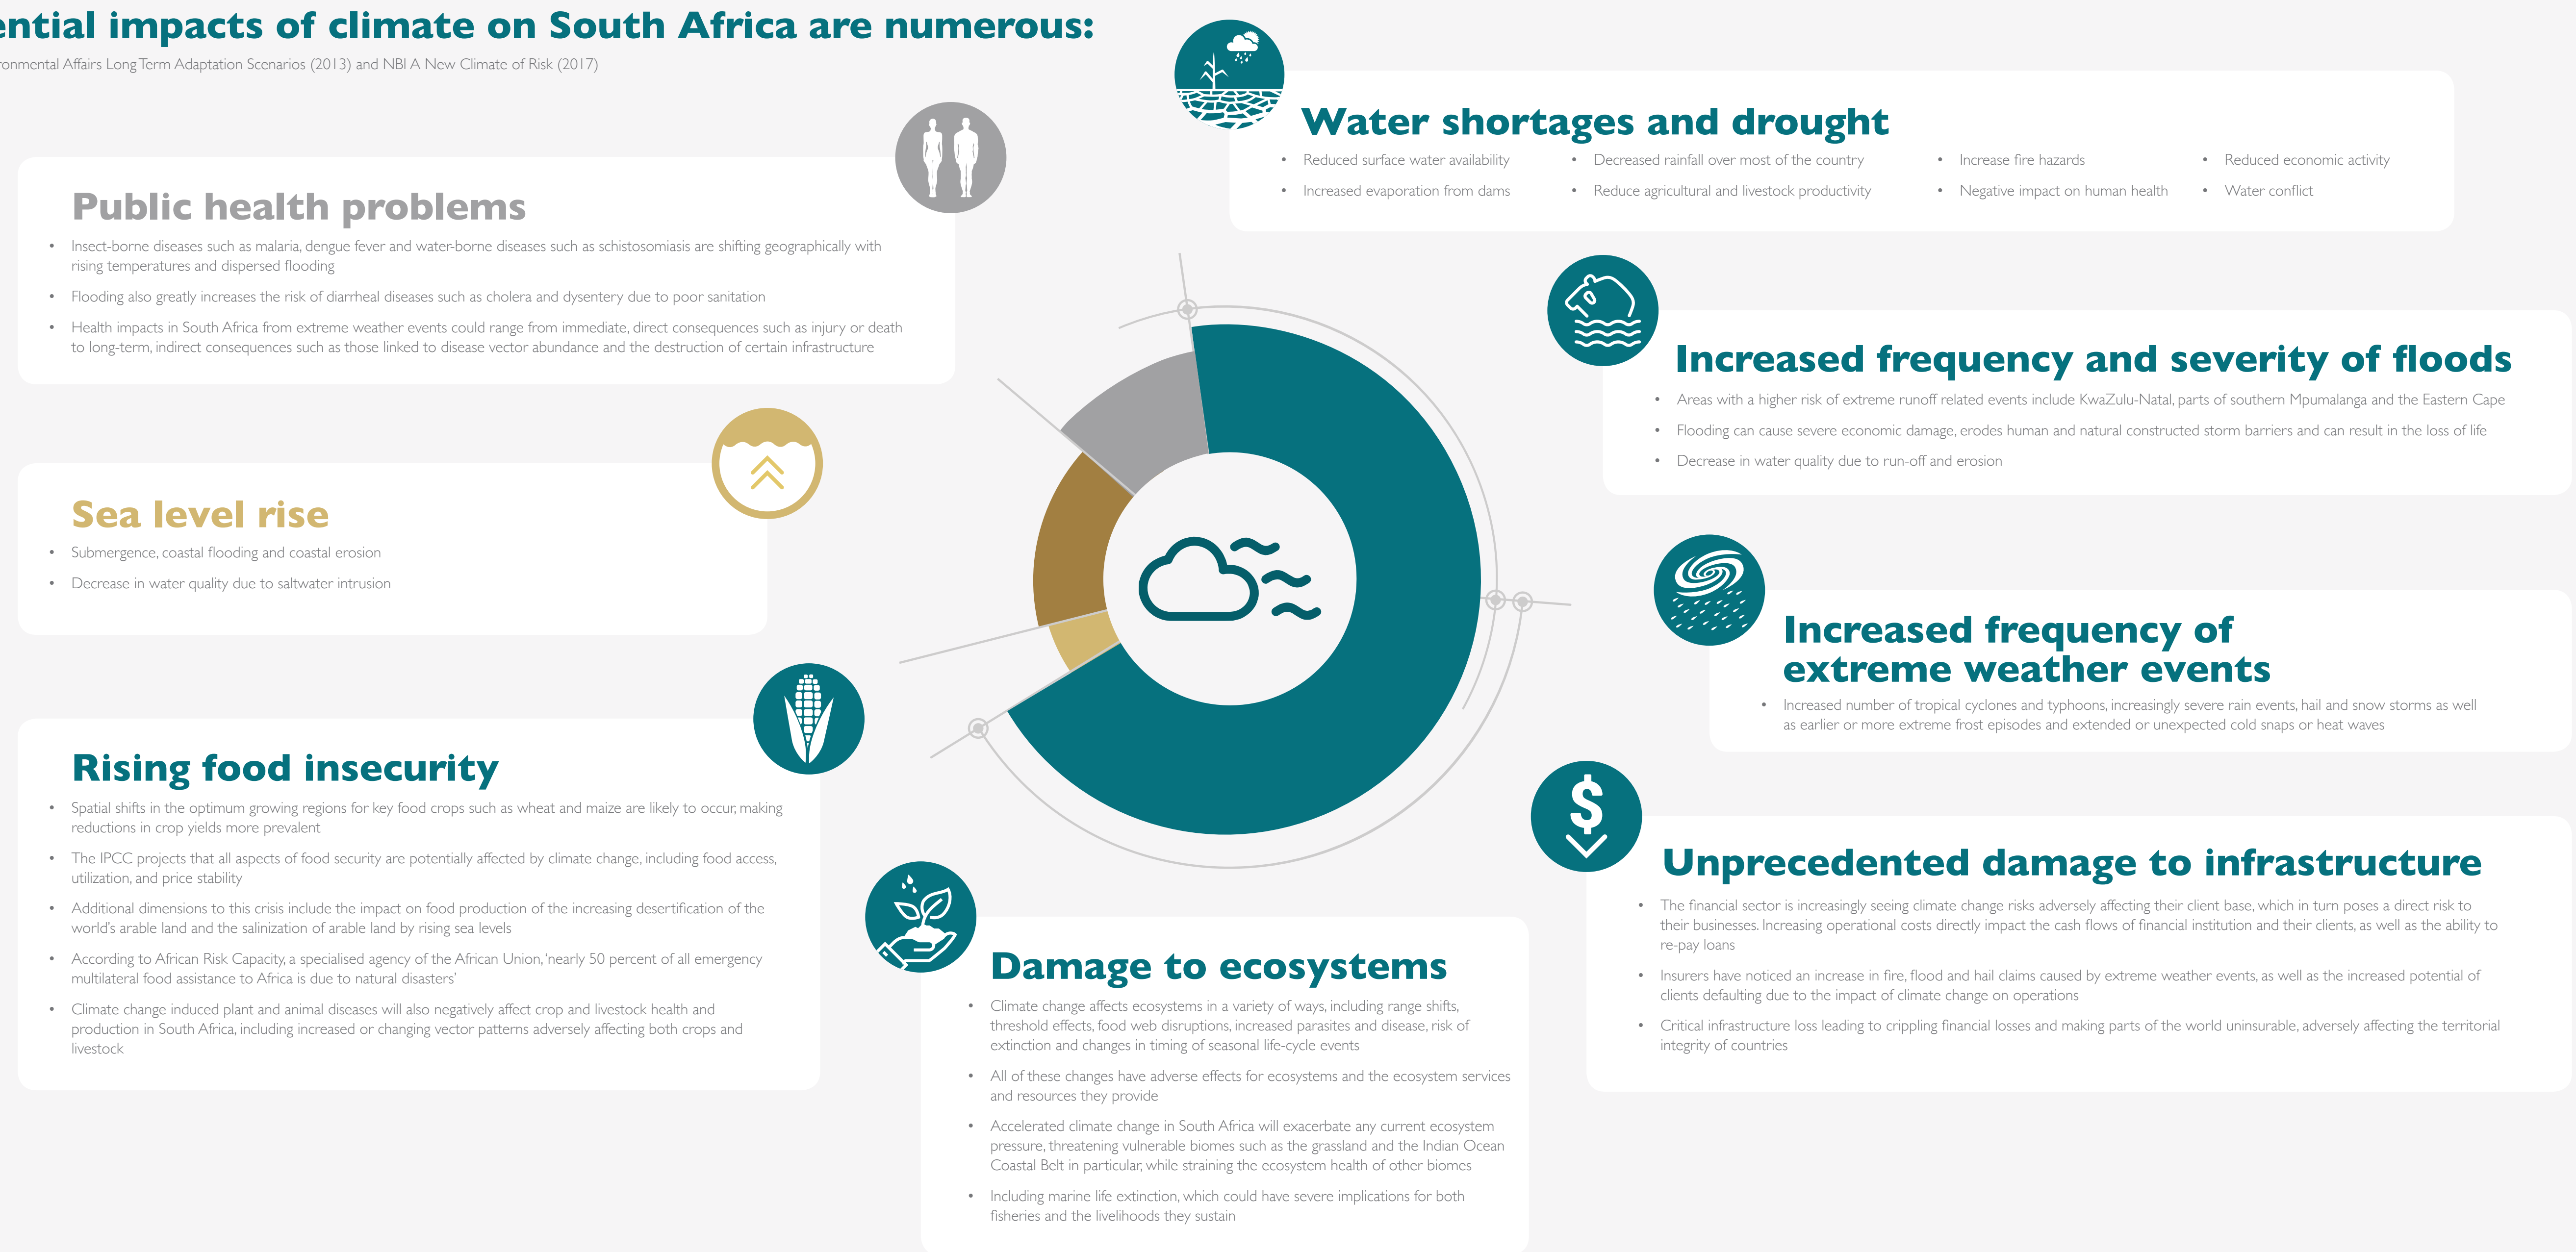 ential impacts of climate on South Africa are numerous:
ronmental Affairs Long Term Adaptation Scenarios (2013) and NBI A New Climate of Risk (2017)
Public health problems
• Insect-borne diseases such as malaria, dengue fever and water-borne diseases such as schistosomiasis are shifting geographically with
rising temperatures and dispersed flooding
• Flooding also greatly increases the risk of diarrheal diseases such as cholera and dysentery due to poor sanitation
• Health impacts in South Africa from extreme weather events could range from immediate, direct consequences such as injury or death
to long-term, indirect consequences such as those linked to disease vector abundance and the destruction of certain infrastructure
Sea level rise
• Submergence, coastal flooding and coastal erosion
• Decrease in water quality due to saltwater intrusion
Rising food insecurity
• Spatial shifts in the optimum growing regions for key food crops such as wheat and maize are likely to occur, making
reductions in crop yields more prevalent
• The IPCC projects that all aspects of food security are potentially affected by climate change, including food access,
utilization, and price stability
• Additional dimensions to this crisis include the impact on food production of the increasing desertification of the
world's arable land and the salinization of arable land by rising sea levels
• According to African Risk Capacity, a specialised agency of the African Union, 'nearly 50 percent of all emergency
multilateral food assistance to Africa is due to natural disasters'
• Climate change induced plant and animal diseases will also negatively affect crop and livestock health and
production in South Africa, including increased or changing vector patterns adversely affecting both crops and
livestock
Water shortages and drought
• Reduced surface water availability
• Increased evaporation from dams
• Decreased rainfall over most of the country
• Reduce agricultural and livestock productivity
• Increase fire hazards
• Negative impact on human health
• Reduced economic activity
• Water conflict
Increased frequency and severity of floods
• Areas with a higher risk of extreme runoff related events include KwaZulu-Natal, parts of southern Mpumalanga and the Eastern Cape
• Flooding can cause severe economic damage, erodes human and natural constructed storm barriers and can result in the loss of life
• Decrease in water quality due to run-off and erosion
Increased frequency of
extreme weather events
• Increased number of tropical cyclones and typhoons, increasingly severe rain events, hail and snow storms as well
as earlier or more extreme frost episodes and extended or unexpected cold snaps or heat waves
$
Unprecedented damage to infrastructure
• The financial sector is increasingly seeing climate change risks adversely affecting their client base, which in turn poses a direct risk to
their businesses. Increasing operational costs directly impact the cash flows of financial institution and their clients, as well as the ability to
re-pay loans
• Insurers have noticed an increase in fire, flood and hail claims caused by extreme weather events, as well as the increased potential of
clients defaulting due to the impact of climate change on operations
• Critical infrastructure loss leading to crippling financial losses and making parts of the world uninsurable, adversely affecting the territorial
integrity of countries
Damage to ecosystems
• Climate change affects ecosystems in a variety of ways, including range shifts,
threshold effects, food web disruptions, increased parasites and disease, risk of
extinction and changes in timing of seasonal life-cycle events
• All of these changes have adverse effects for ecosystems and the ecosystem services
and resources they provide
• Accelerated climate change in South Africa will exacerbate any current ecosystem
pressure, threatening vulnerable biomes such as the grassland and the Indian Ocean
Coastal Belt in particular, while straining the ecosystem health of other biomes
• Including marine life extinction, which could have severe implications for both
fisheries and the livelihoods they sustain